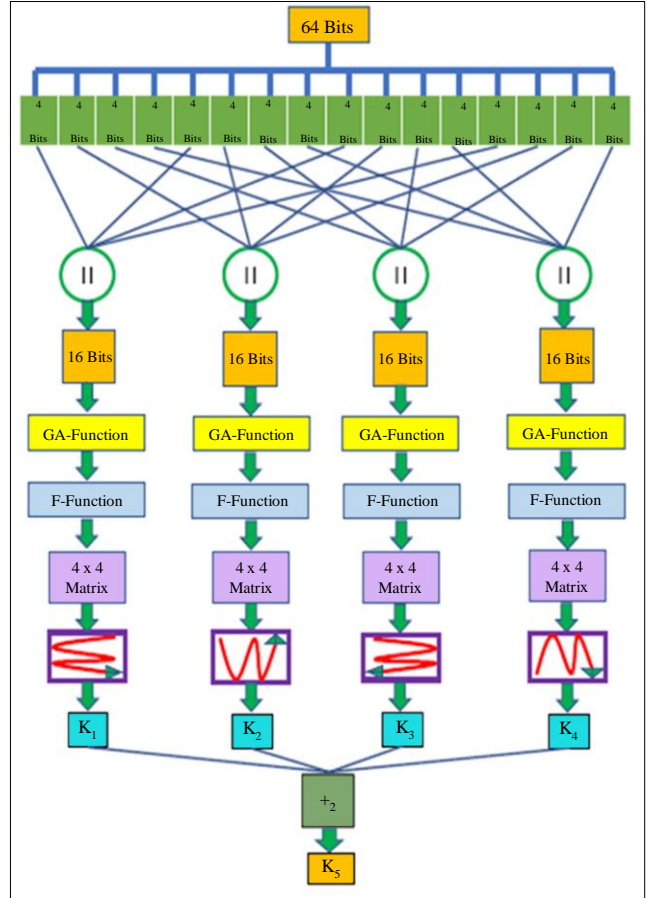 64 Bits
4 4 4 4 4 4 4 4 4 4 4 4 4 4 4 4
Bits Bits Bits Bits Bits Bits Bits Bits Bits Bits Bits Bits Bits Bits Bits Bits
|| || || ||
16 Bits 16 Bits 16 Bits 16 Bits
GA-Function GA-Function GA-Function GA-Function
F-Function F-Function F-Function F-Function
4 x 4 4 x 4 4 x 4 4 x 4
Matrix Matrix Matrix Matrix
K₁ K₂ K₃ K₄
+₂
K₅